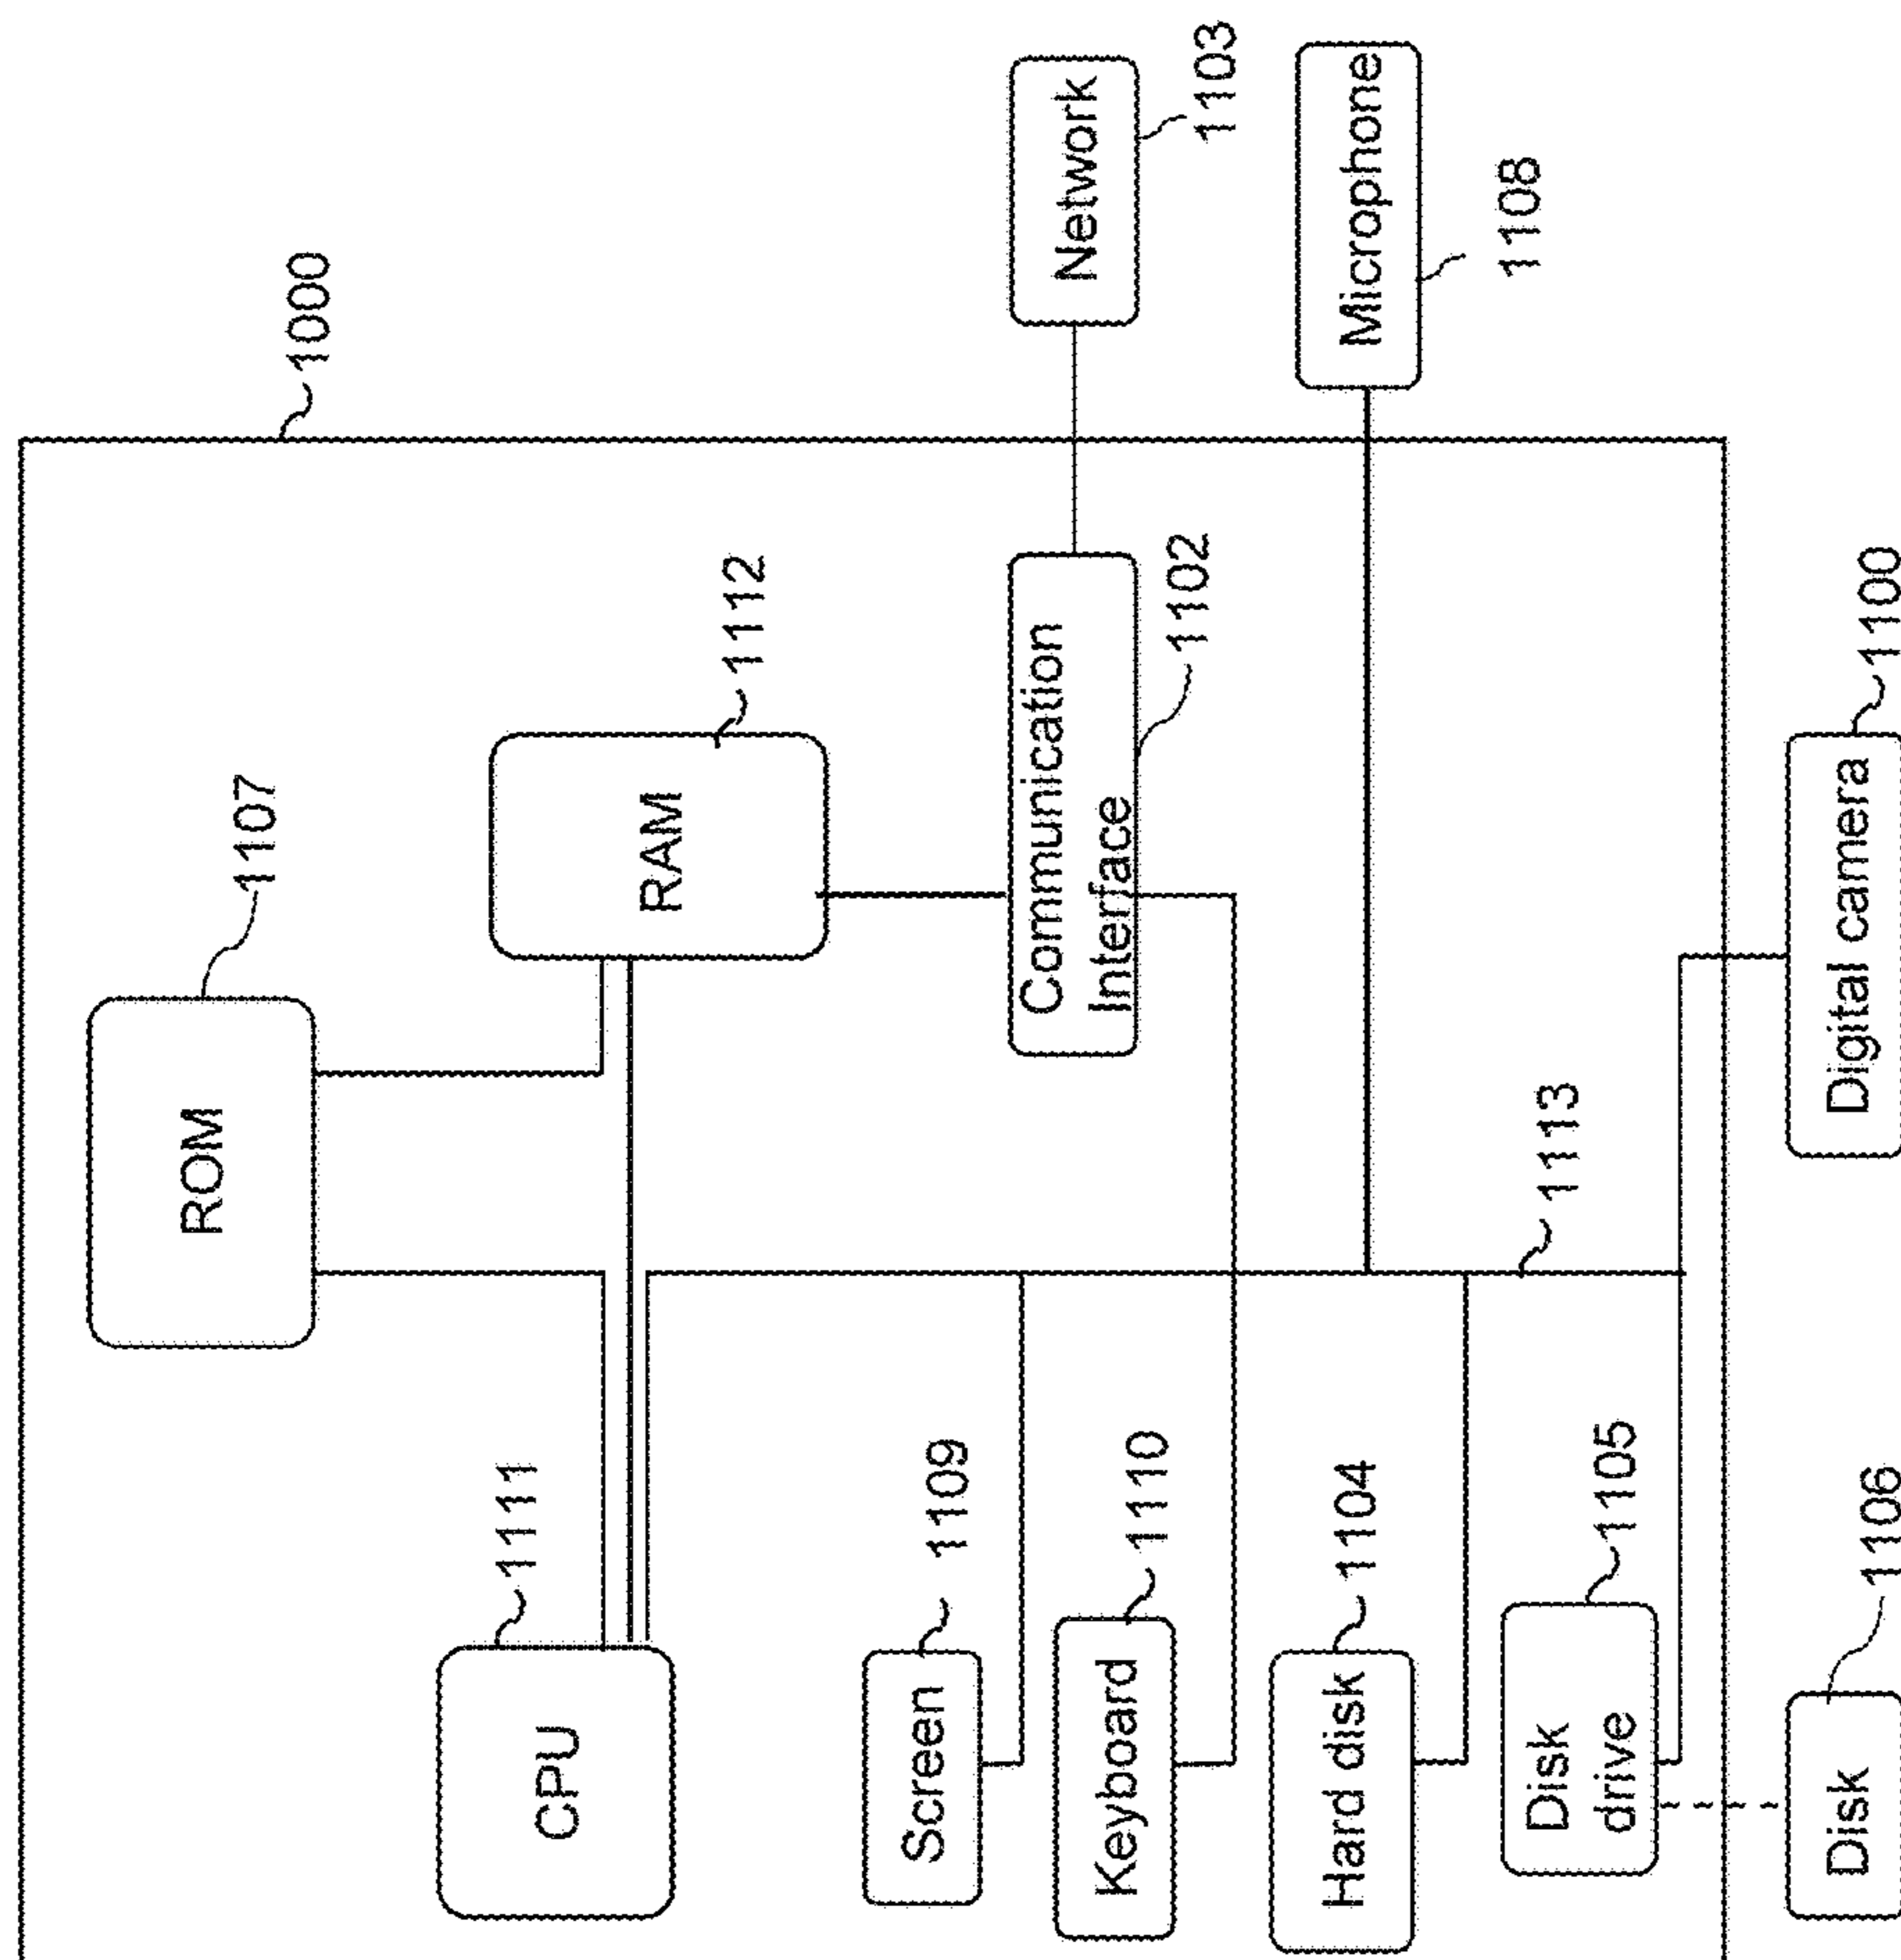 1000
ROM
1107
CPU
1111
RAM
1112
Screen
1109
Communication
Interface
1102
Network
1103
Keyboard
1110
Hard disk
1104
Microphone
1108
1113
Disk
drive
1105
Disk
1106
Digital camera
1100